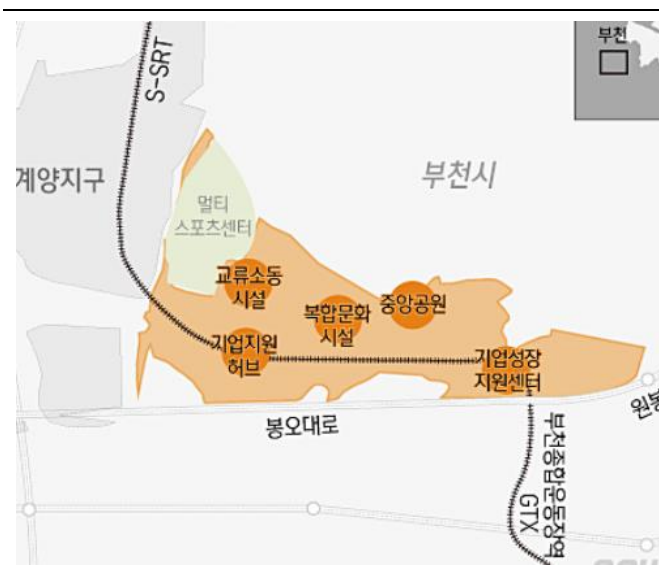 부천
S-SRT
계양지구
부천시
멀티
스포츠센터
교류소동
시설
복합문화
시설
중앙공원
기업지원
허브
기업성장
지원센터
봉오대로
부천종합운동장역
GTX